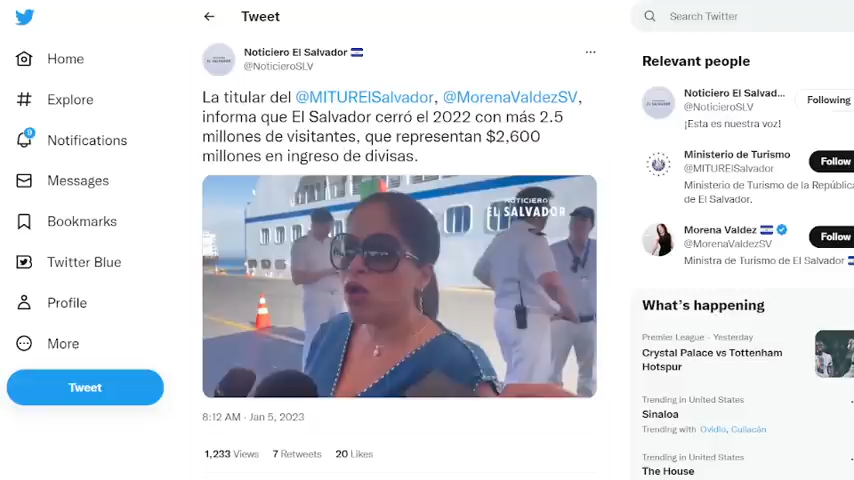 Tweet
Search Twitter
Home
Explore
9
Notifications
Messages
Bookmarks
Twitter Blue
Profile
More
Tweet
EL SALVADOR
Noticiero El Salvador
@NoticieroSLV
La titular del @MITURElSalvador, @MorenaValdezSV,
informa que El Salvador cerró el 2022 con más 2.5
millones de visitantes, que representan $2,600
millones en ingreso de divisas.
NOTICIERO
EL SALVADOR
8:12 AM · Jan 5, 2023
1,233 Views 7 Retweets 20 Likes
Relevant people
Noticiero El Salvad...
@NoticieroSLV
Following
¡Esta es nuestra voz!
Ministerio de Turismo
@MITURElSalvador
Follow
Ministerio de Turismo de la República
de El Salvador.
Morena Valdez
@MorenaValdezSV
Follow
Ministra de Turismo de El Salvador
What's happening
Premier League · Yesterday
Crystal Palace vs Tottenham
Hotspur
Trending in United States
Sinaloa
Trending with Ovidio, Culiacán
Trending in United States
The House